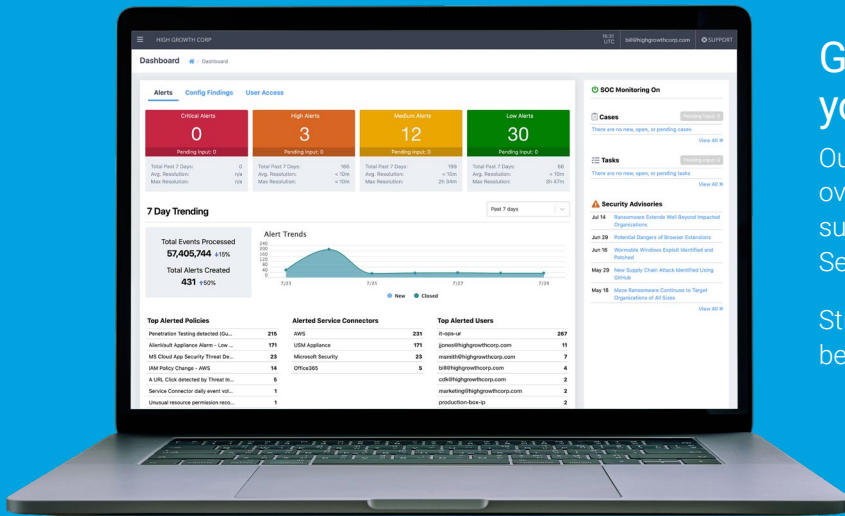 HIGH GROWTH CORP
15:31 UTC
bill@highgrowthcorp.com
SUPPORT
Dashboard
/ Dashboard
Alerts
Config Findings
User Access
Critical Alerts
0
Pending Input: 0
Total Past 7 Days: 0
Avg. Resolution: n/a
Max Resolution: n/a
High Alerts
3
Pending Input: 0
Total Past 7 Days: 166
Avg. Resolution: < 10m
Max Resolution: < 10m
Medium Alerts
12
Pending Input: 0
Total Past 7 Days: 199
Avg. Resolution: < 10m
Max Resolution: 2h 34m
Low Alerts
30
Pending Input: 0
Total Past 7 Days: 66
Avg. Resolution: < 10m
Max Resolution: 8h 47m
7 Day Trending
Past 7 days
Total Events Processed
57,405,744 +15%
Total Alerts Created
431 +50%
Alert Trends
240
200
160
120
80
40
0
7/23
7/25
7/27
7/29
New
Closed
Top Alerted Policies
Penetration Testing detected (Gu... 215
AlienVault Appliance Alarm - Low ... 171
MS Cloud App Security Threat De... 23
IAM Policy Change - AWS 14
A URL Click detected by Threat In... 5
Service Connector daily event vol... 1
Unusual resource permission reco... 1
Alerted Service Connectors
AWS 231
USM Appliance 171
Microsoft Security 23
Office365 5
Top Alerted Users
it-ops-ur 267
jjones@highgrowthcorp.com 11
msmith@highgrowthcorp.com 7
bill@highgrowthcorp.com 4
cdk@highgrowthcorp.com 2
marketing@highgrowthcorp.com 2
production-box-ip 2
SOC Monitoring On
Cases
Pending Input: 0
There are no new, open, or pending cases
View All »
Tasks
Pending Input: 0
There are no new, open, or pending tasks
View All »
Security Advisories
Jul 14 Ransomware Extends Well Beyond Impacted
Organizations
Jun 29 Potential Dangers of Browser Extensions
Jun 16 Wormable Windows Exploit Identified and
Patched
May 29 New Supply Chain Attack Identified Using
GitHub
May 18 Maze Ransomware Continues to Target
Organizations of All Sizes
View All »
G
yo
Ou
ov
su
Se
St
be